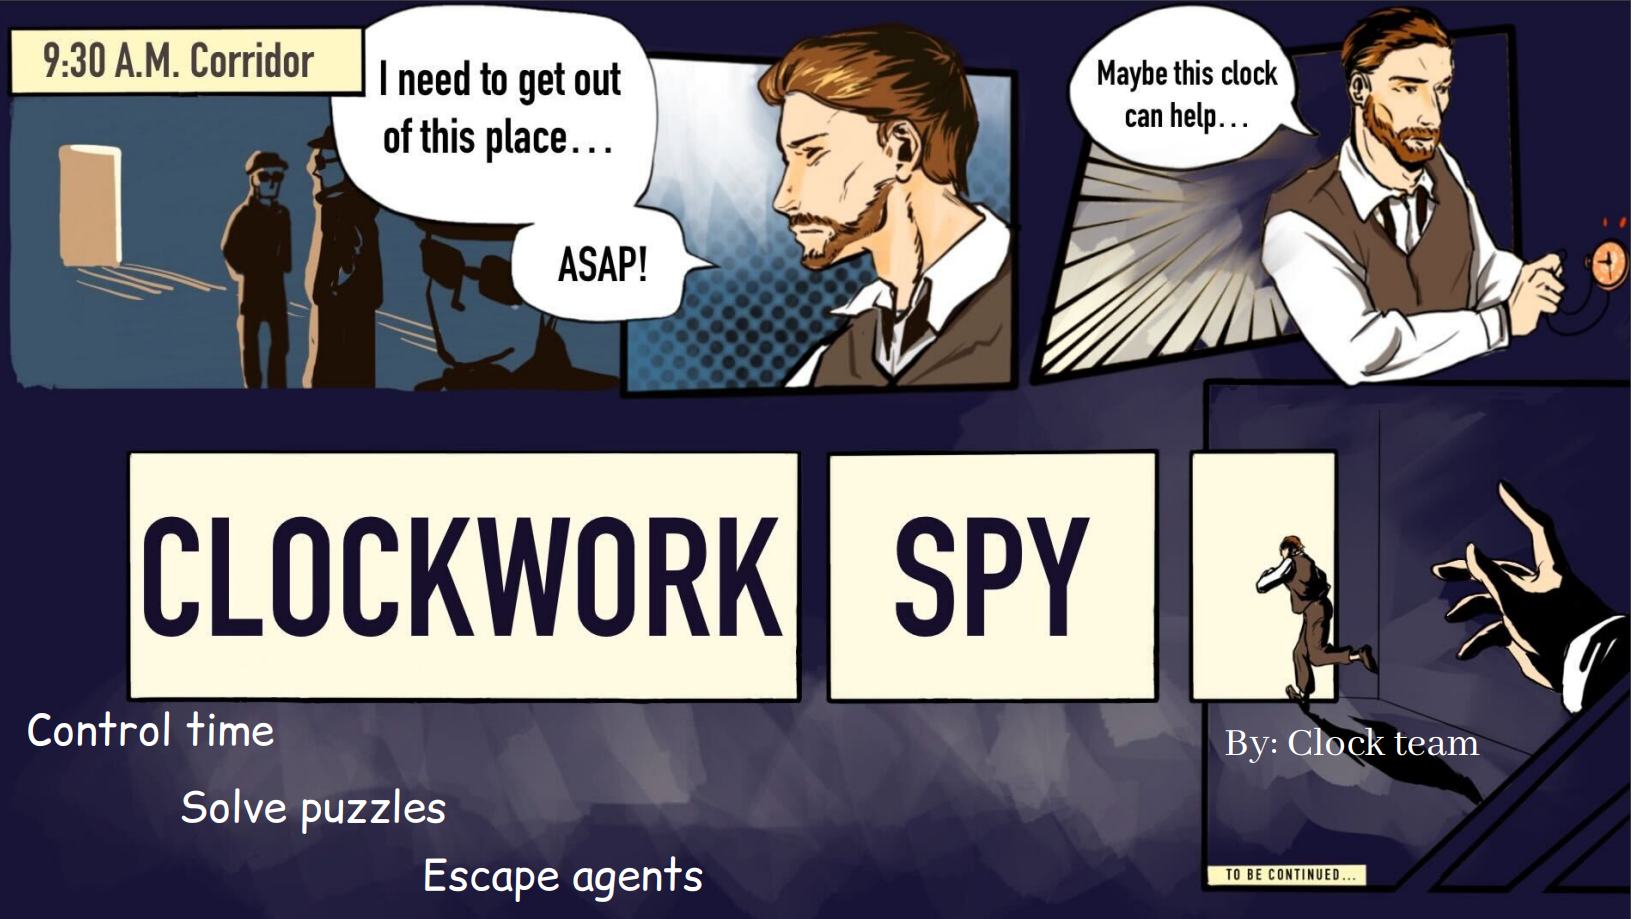 9:30 A.M. Corridor
I need to get out
of this place...
ASAP!
Maybe this clock
can help...
CLOCKWORK SPY
Control time
Solve puzzles
Escape agents
By: Clock team
TO BE CONTINUED...